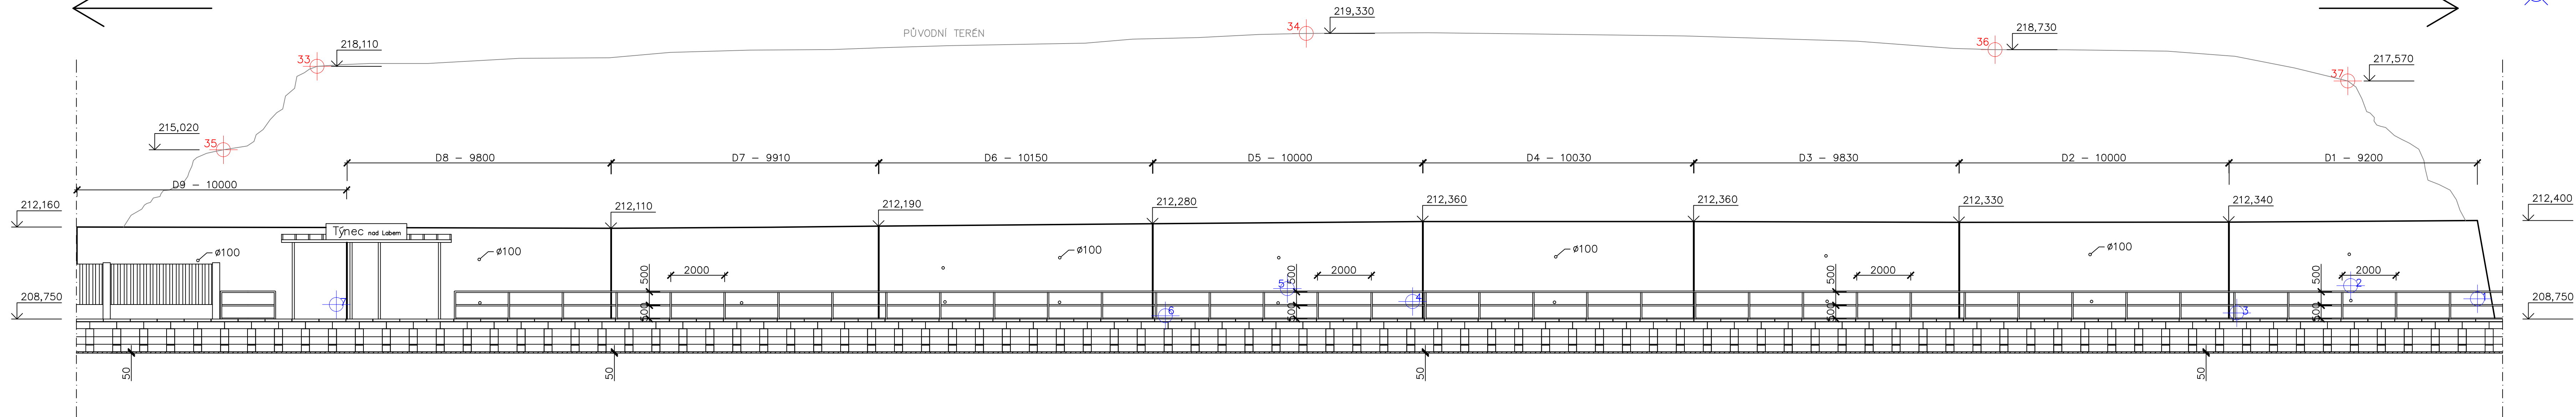 PŮVODNÍ TERÉN
34
219,330
36
218,730
33
218,110
37
217,570
35
215,020
D8 – 9800
D7 – 9910
D6 – 10150
D5 – 10000
D4 – 10030
D3 – 9830
D2 – 10000
D1 – 9200
D9 – 10000
212,160
212,110
212,190
212,280
212,360
212,360
212,330
212,340
212,400
Týnec nad Labem
ø100
ø100
ø100
ø100
ø100
500
2000
500
2000
500
2000
500
2000
208,750
7
500
6
5
500
4
500
3
500
2
1
208,750
50
50
50
50